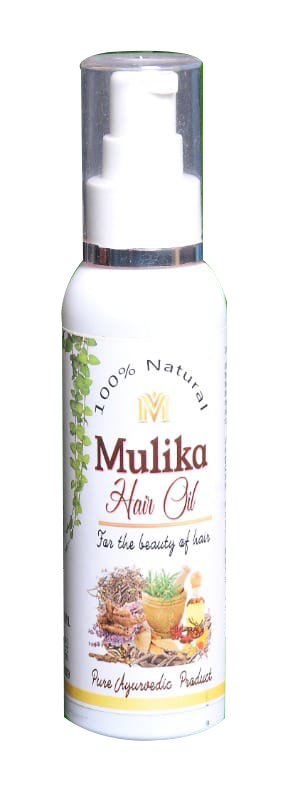 100% Natural
Mulika
Hair Oil
For the beauty of hair
Pure Ayurvedic Product